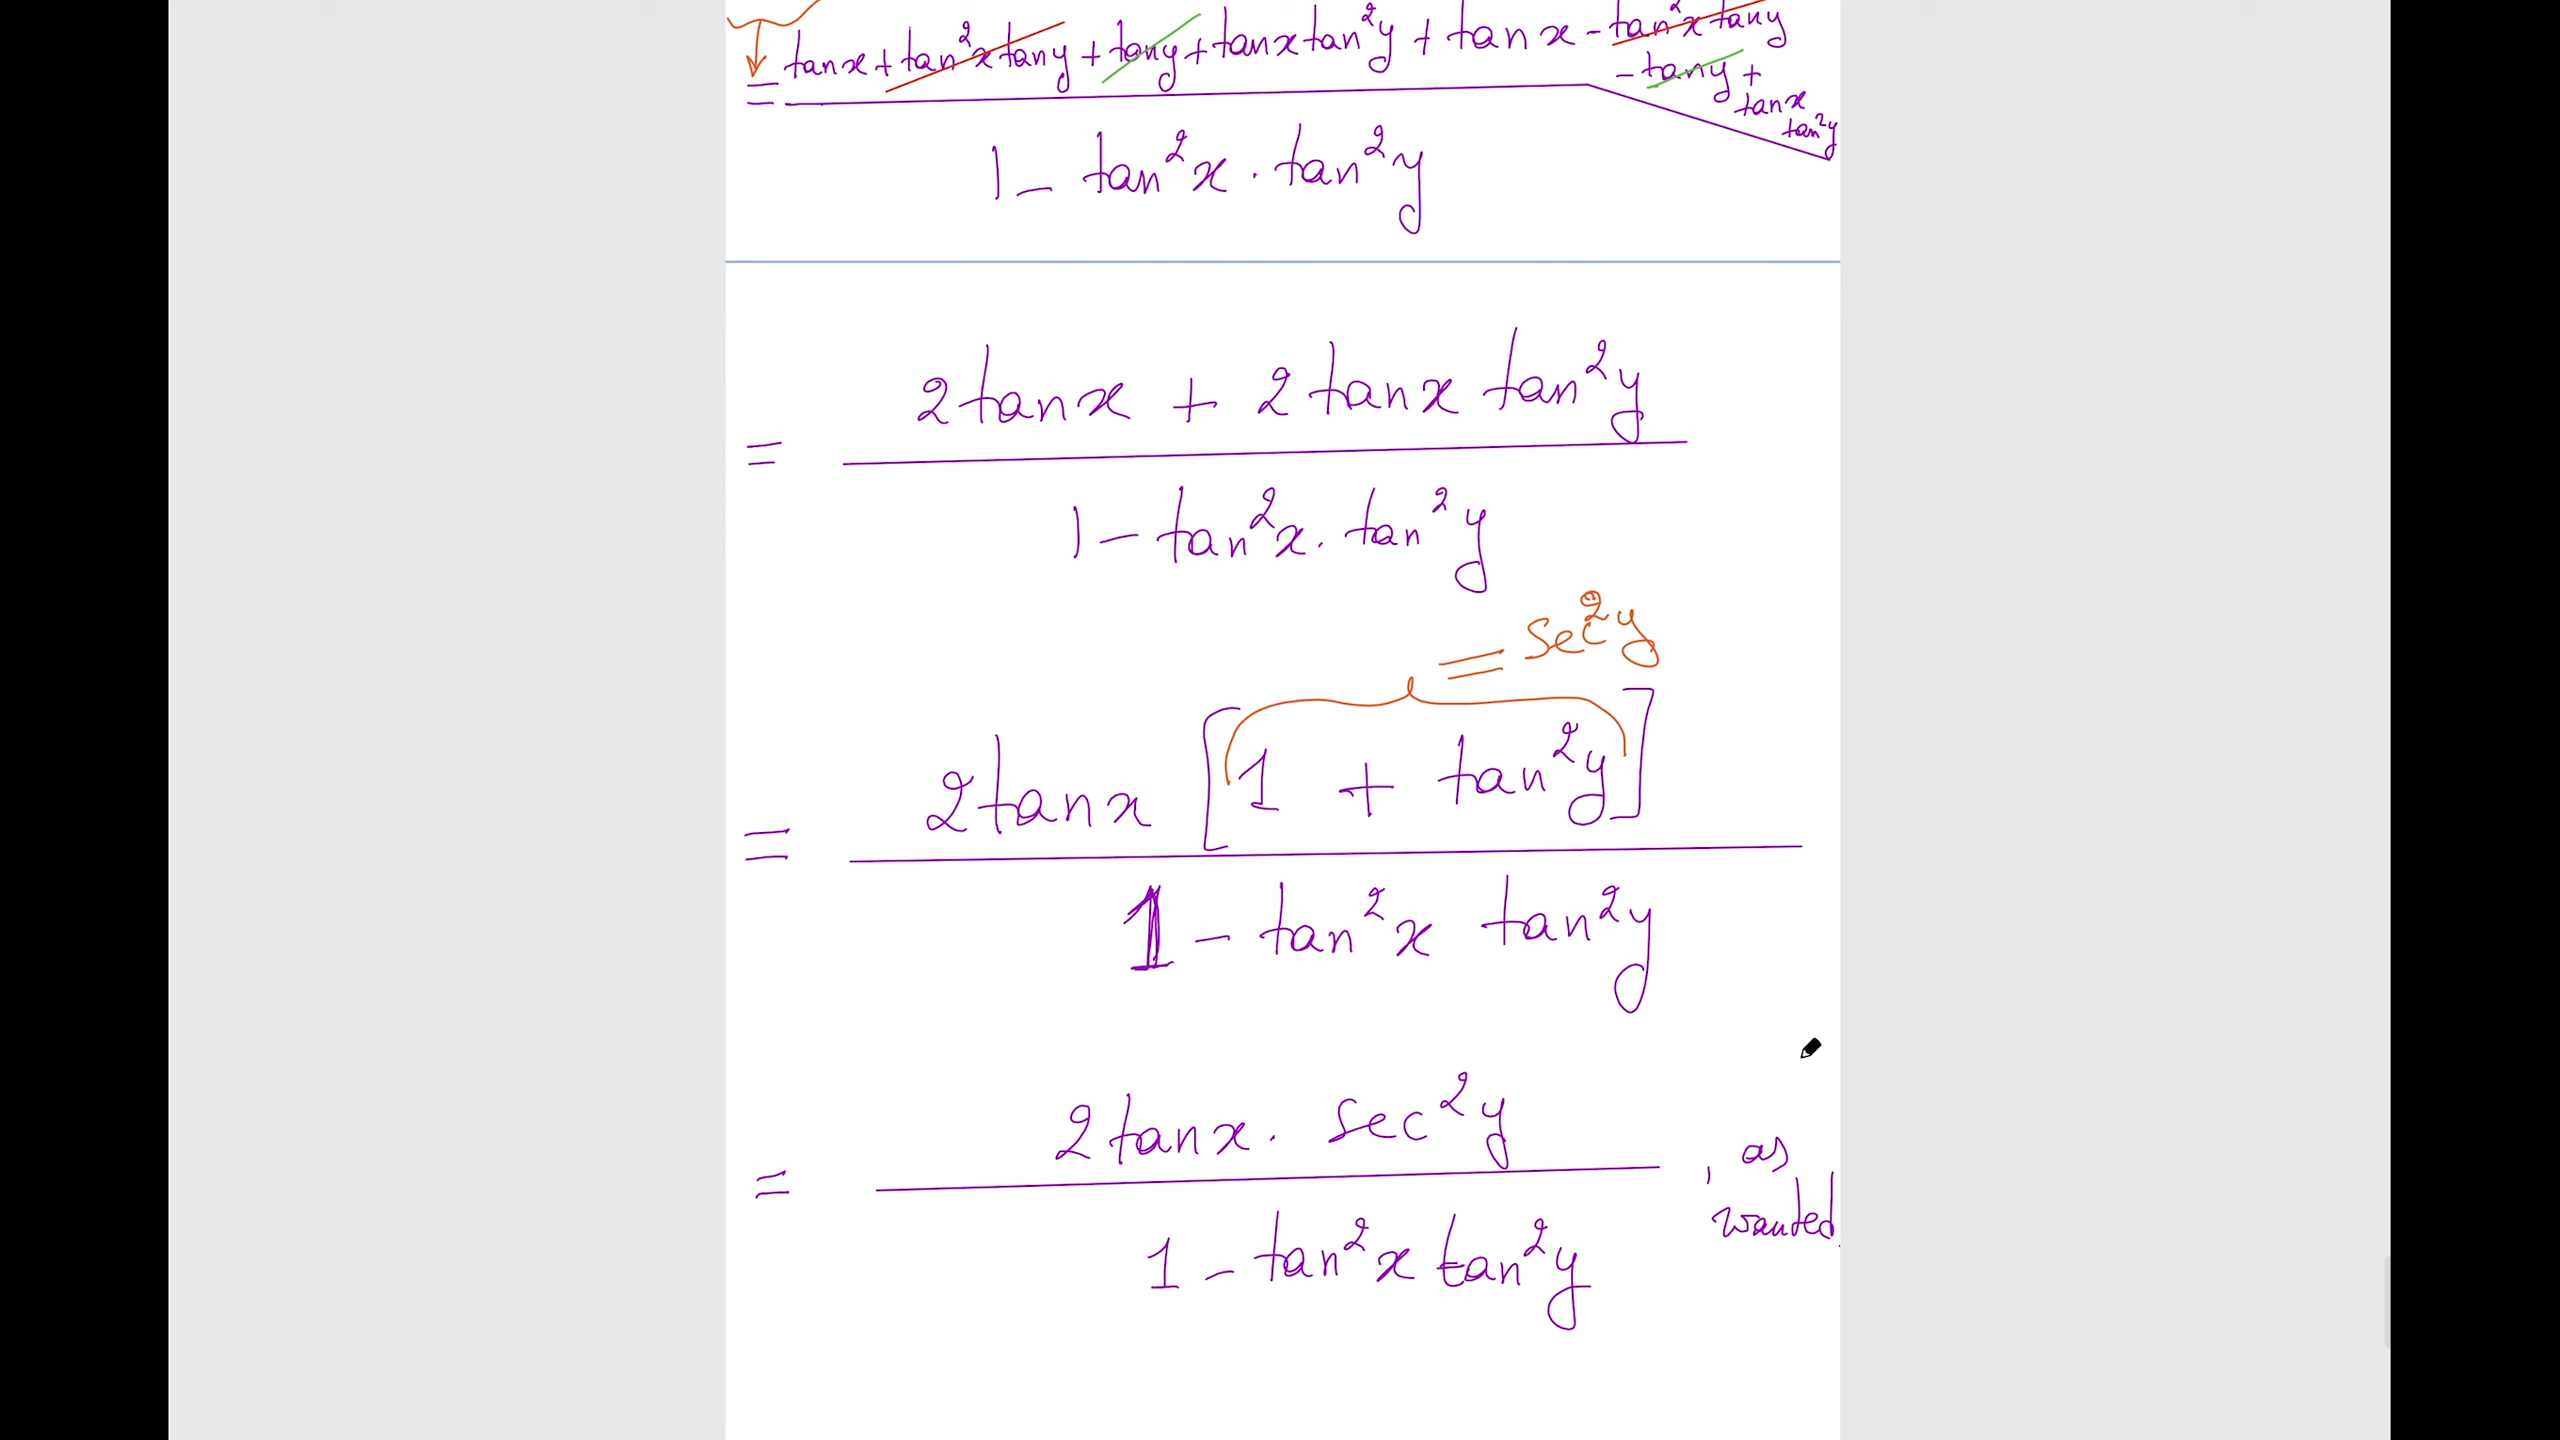 = tanx + tan²x tany + tany + tanx tan²y + tanx - tan²x tany
- tany +
tanx
tan²y
1 - tan²x · tan²y
2tanx + 2tanx tan²y
=
1 - tan²x · tan²y
= sec²y
2tanx [1 + tan²y]
=
1 - tan²x tan²y
2tanx · sec²y
=
, as
wanted.
1 - tan²x tan²y